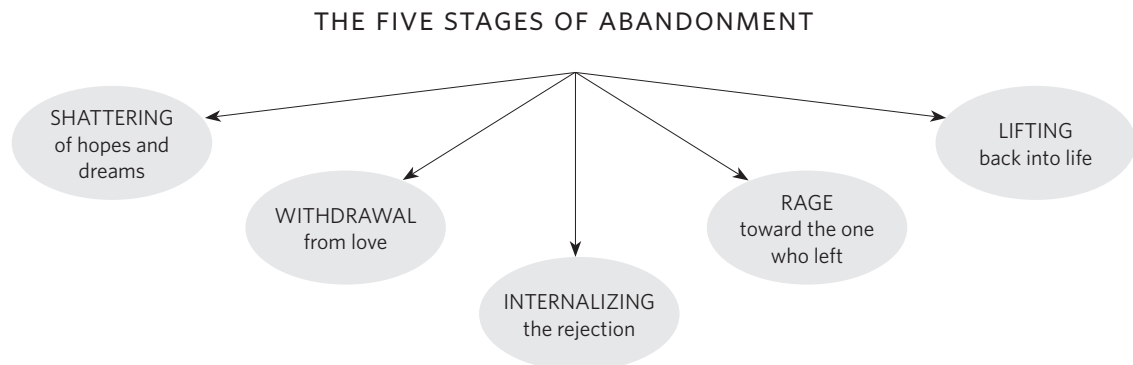 THE FIVE STAGES OF ABANDONMENT
SHATTERING
of hopes and
dreams
WITHDRAWAL
from love
INTERNALIZING
the rejection
RAGE
toward the one
who left
LIFTING
back into life